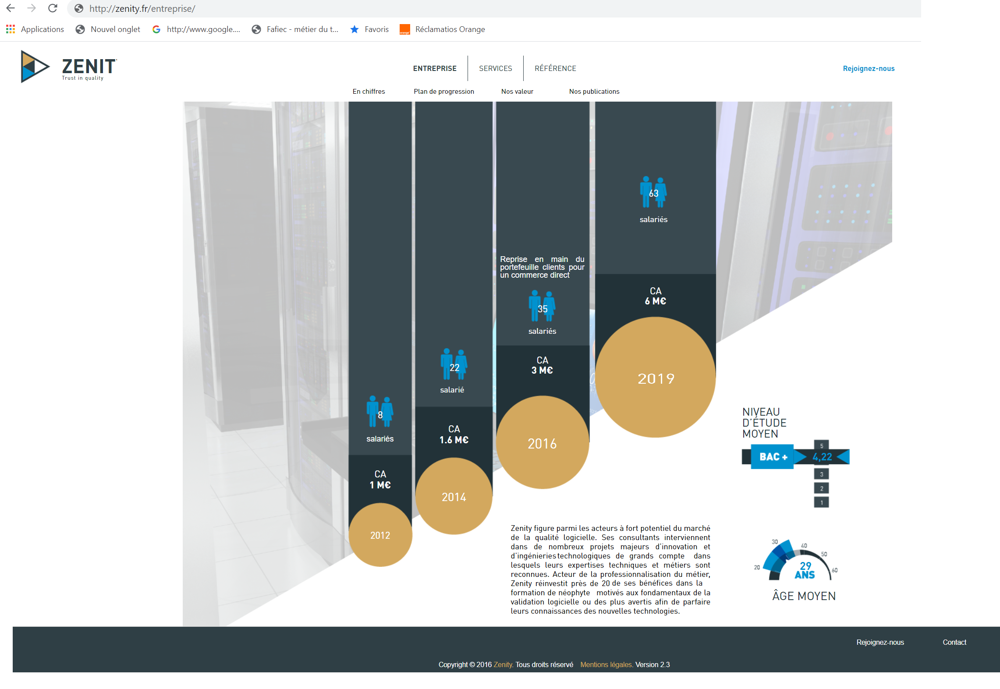 http://zenity.fr/entreprise/
Applications Nouvel onglet http://www.google.... Fafiec - métier du t... Favoris Réclamatios Orange
ZENIT
Trust in quality
ENTREPRISE SERVICES RÉFÉRENCE
Rejoignez-nous
En chiffres Plan de progression Nos valeur Nos publications
63
salariés
CA
6 M€
2019
Reprise en main du
portefeuille clients pour
un commerce direct
35
salariés
CA
3 M€
2016
22
salarié
CA
1.6 M€
2014
8
salariés
CA
1 M€
2012
NIVEAU
D'ÉTUDE
MOYEN
5
BAC + 4,22
3
2
1
Zenity figure parmi les acteurs à fort potentiel du marché
de la qualité logicielle. Ses consultants interviennent
dans de nombreux projets majeurs d'innovation et
d'ingénieries technologiques de grands compte dans
lesquels leurs expertises techniques et métiers sont
reconnues. Acteur de la professionnalisation du métier,
Zenity réinvestit près de 20 de ses bénéfices dans la
formation de néophyte motivés aux fondamentaux de la
validation logicielle ou des plus avertis afin de parfaire
leurs connaissances des nouvelles technologies.
20 30 40 50 60
29
ANS
ÂGE MOYEN
Rejoignez-nous Contact
Copyright © 2016 Zenity. Tous droits réservé Mentions légales. Version 2.3